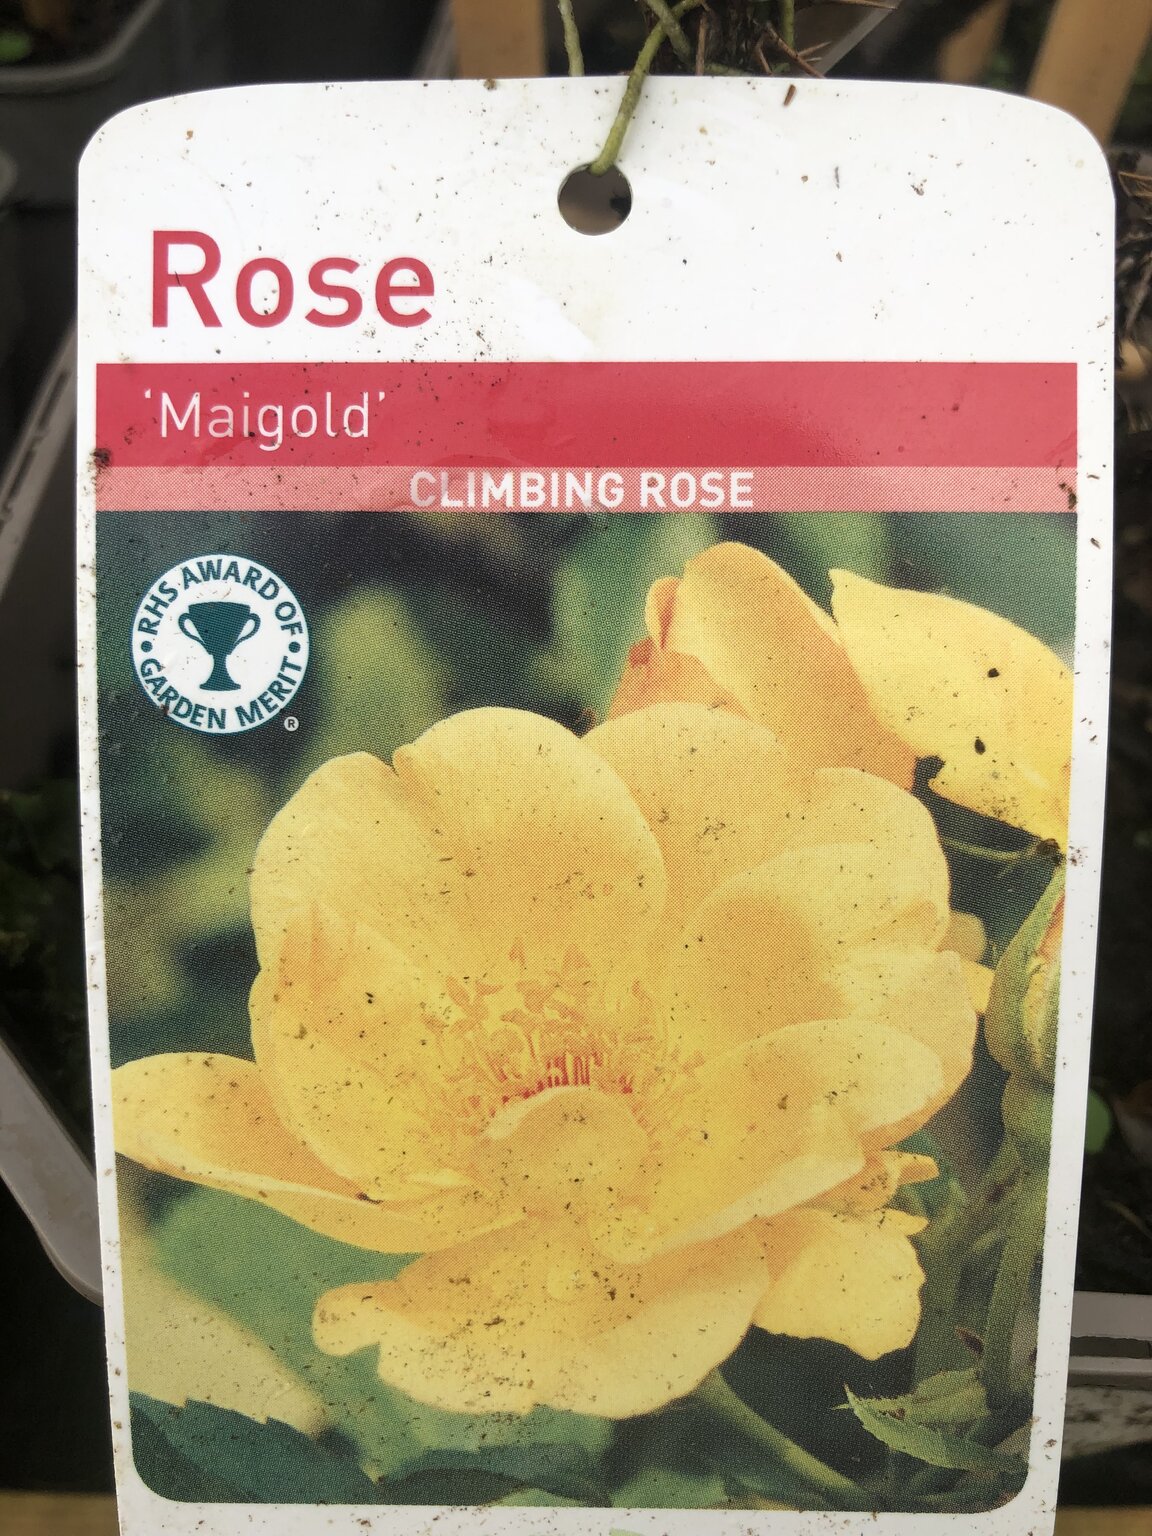 Rose
‘Maigold’
CLIMBING ROSE
RHS AWARD OF
GARDEN MERIT
®